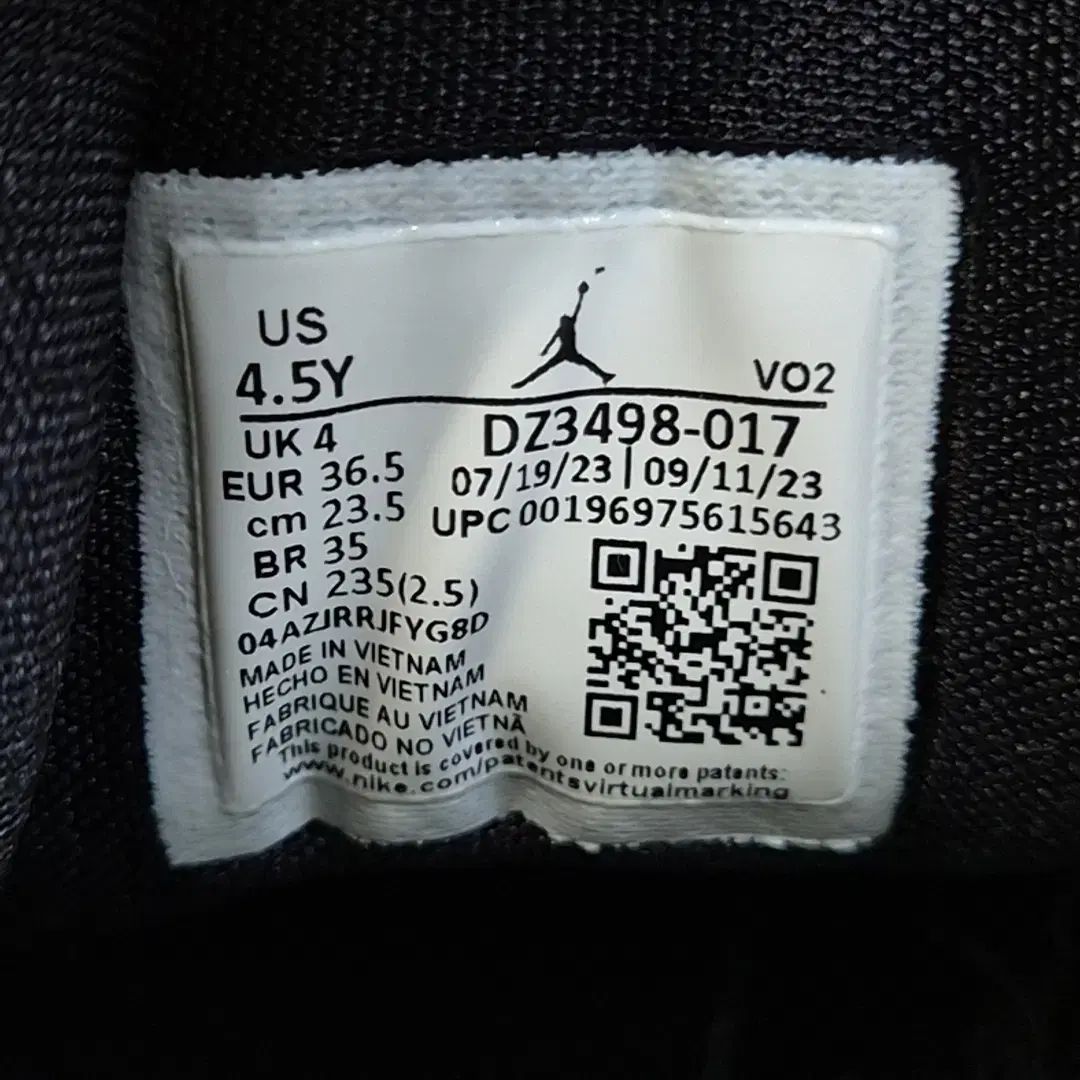 US
4.5Y
VO2
UK 4
DZ3498-017
EUR 36.5
07/19/23 | 09/11/23
cm 23.5
UPC 00196975615643
BR 35
CN 235(2.5)
04AZJRRJFYG8D
MADE IN VIETNAM
HECHO EN VIETNAM
FABRIQUE AU VIETNAM
FABRICADO NO VIETNÃ
This product is covered by one or more patents:
www.nike.com/patentsvirtualmarking